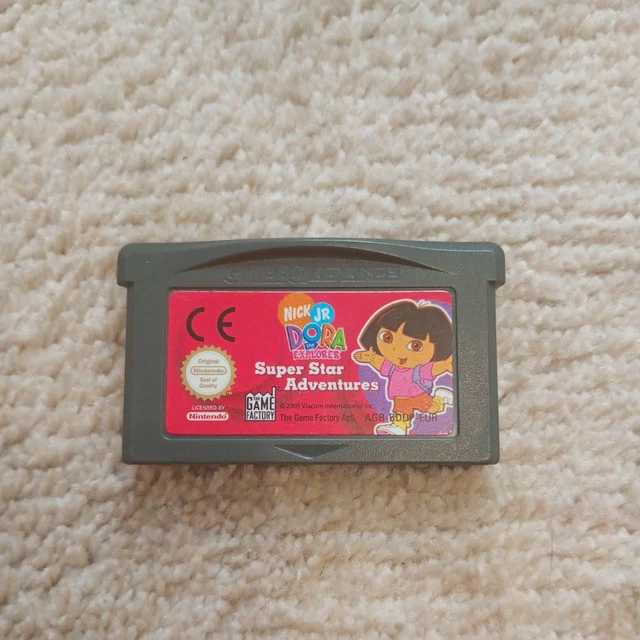 GAME BOY ADVANCE
CE
NICK JR
DORA
the
EXPLORER
Super Star
Adventures
Original
Nintendo
Seal of
Quality
LICENSED BY
Nintendo
THE
GAME
FACTORY
© 2005 Viacom International Inc.
The Game Factory ApS AGB-BDOP-EUR